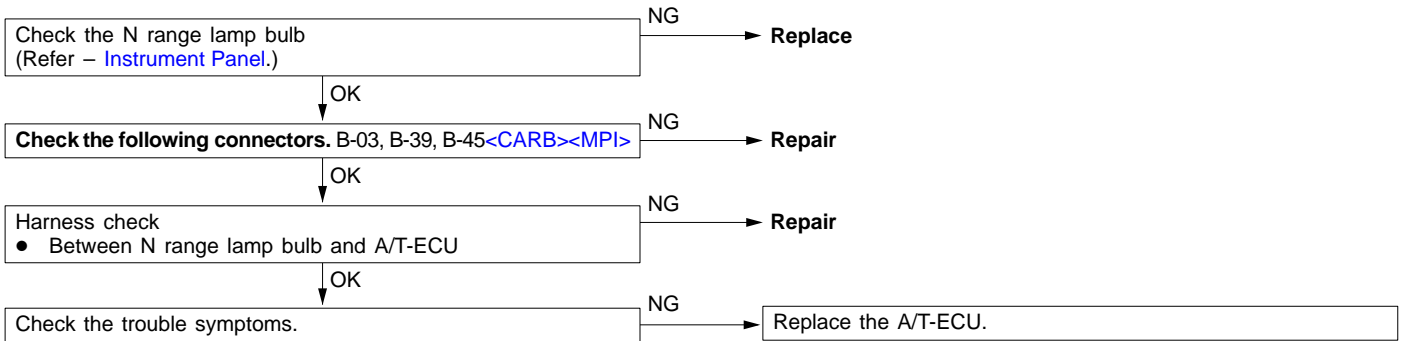 NG
Check the N range lamp bulb
Replace
(Refer – Instrument Panel.)
OK
NG
Check the following connectors. B-03, B-39, B-45<CARB><MPI>
Repair
OK
NG
Harness check
Repair
● Between N range lamp bulb and A/T-ECU
OK
NG
Check the trouble symptoms.
Replace the A/T-ECU.